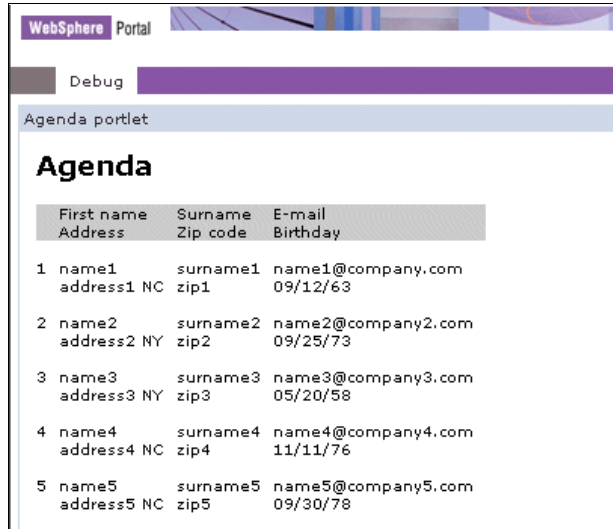 WebSphere Portal
Debug
Agenda portlet
Agenda
First name Surname E-mail
Address Zip code Birthday
1 name1 surname1 name1@company.com
address1 NC zip1 09/12/63
2 name2 surname2 name2@company2.com
address2 NY zip2 09/25/73
3 name3 surname3 name3@company3.com
address3 NY zip3 05/20/58
4 name4 surname4 name4@company4.com
address4 NC zip4 11/11/76
5 name5 surname5 name5@company5.com
address5 NC zip5 09/30/78